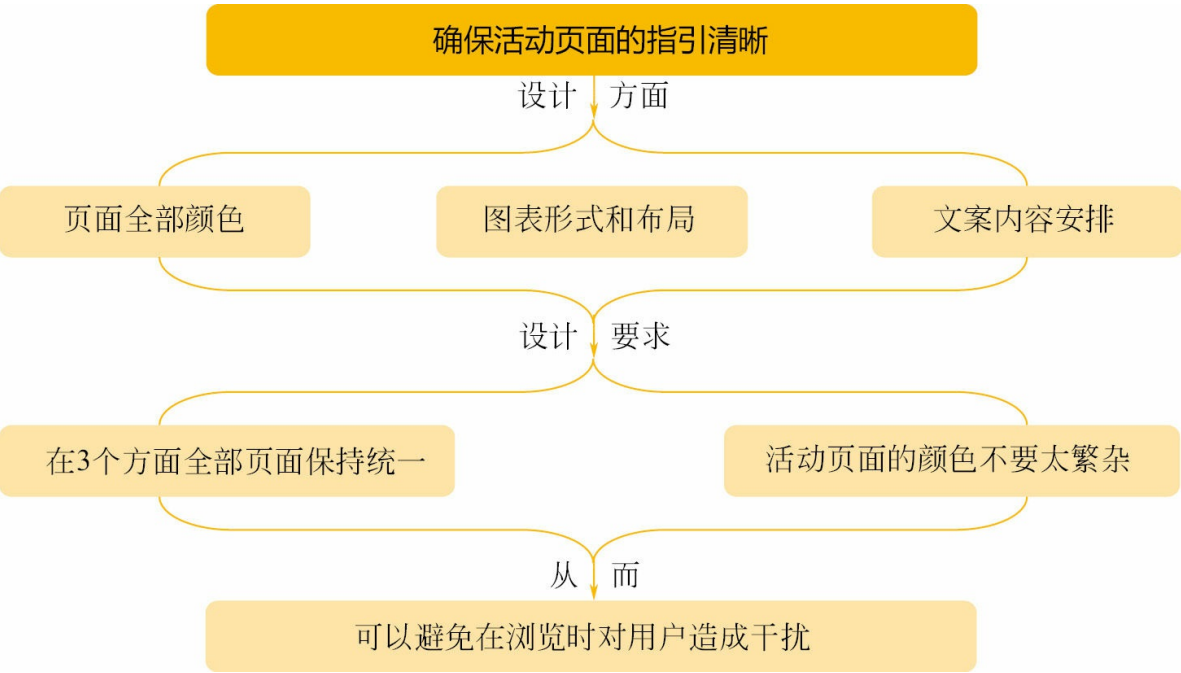 确保活动页面的指引清晰
设计 方面
页面全部颜色
图表形式和布局
文案内容安排
设计 要求
在3个方面全部页面保持统一
活动页面的颜色不要太繁杂
从 而
可以避免在浏览时对用户造成干扰